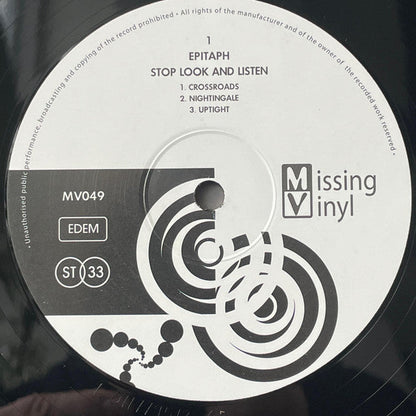 • Unauthorised public performance, broadcasting and copying of the record prohibited • All rights of the manufacturer and of the owner of the recorded work reserved •
1
EPITAPH
STOP LOOK AND LISTEN
1. CROSSROADS
2. NIGHTINGALE
3. UPTIGHT
Missing
Vinyl
MV049
EDEM
ST 33